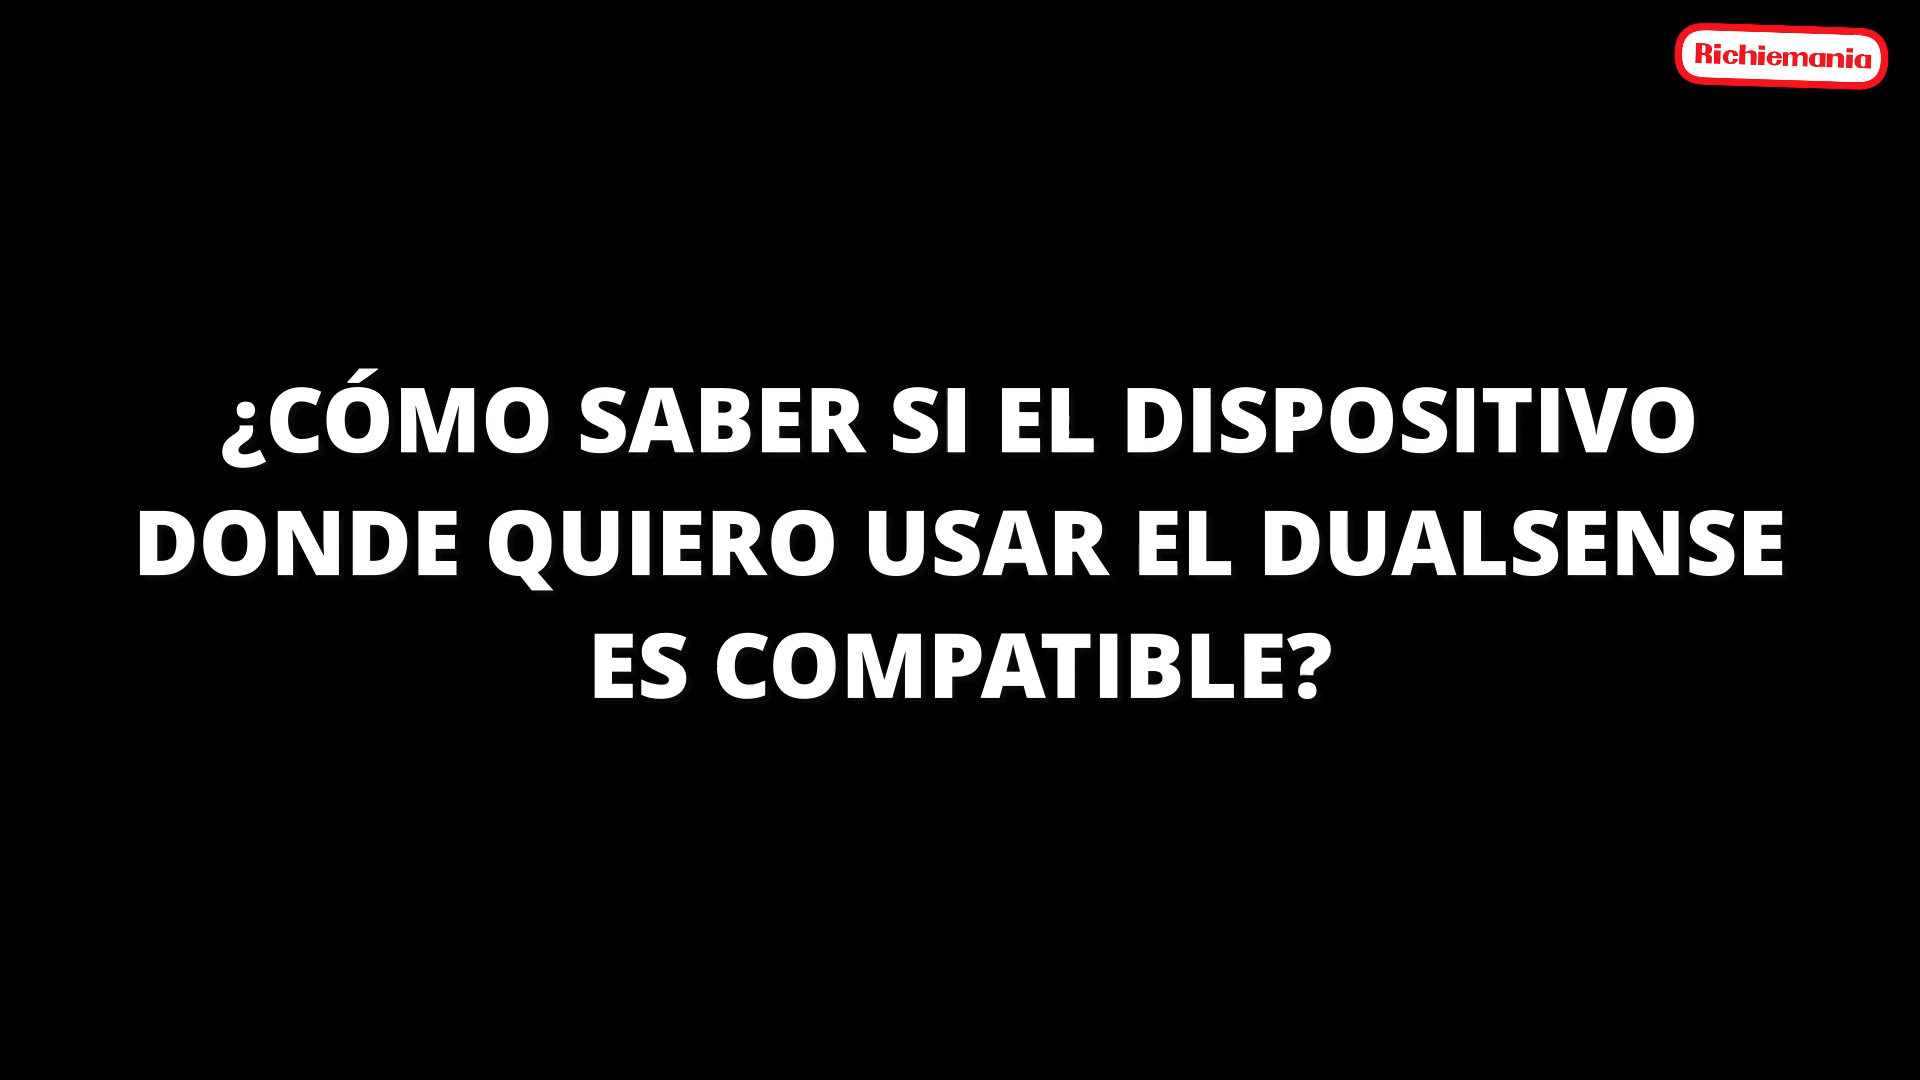 Richiemania
¿CÓMO SABER SI EL DISPOSITIVO
DONDE QUIERO USAR EL DUALSENSE
ES COMPATIBLE?